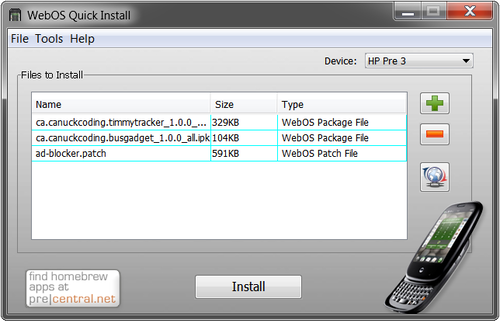 WebOS Quick Install
File Tools Help
Device: HP Pre 3
Files to Install
Name Size Type
ca.canuckcoding.timmytracker_1.0.0_... 329KB WebOS Package File
ca.canuckcoding.busgadget_1.0.0_all.ipk 104KB WebOS Package File
ad-blocker.patch 591KB WebOS Patch File
find homebrew
apps at
pre|central.net
Install